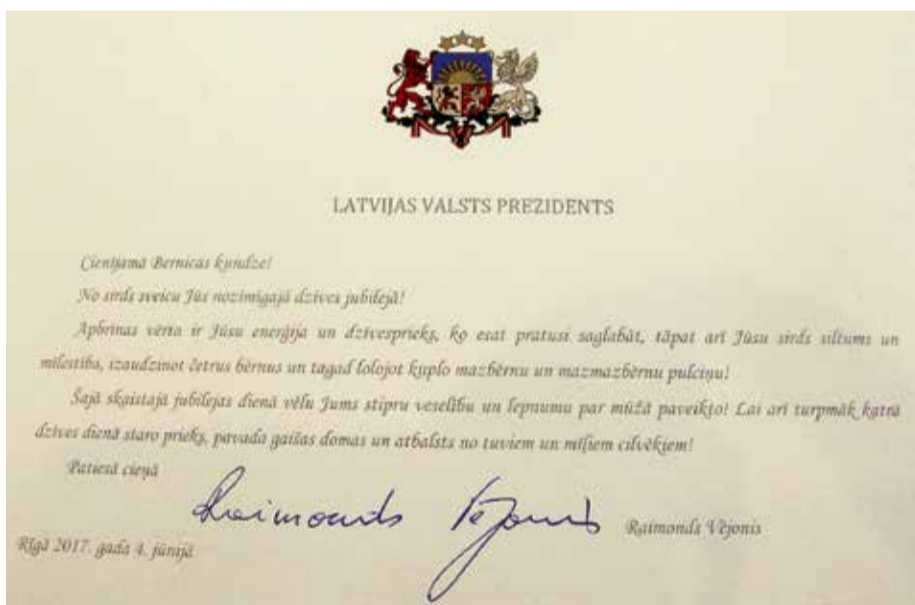 LATVIJAS VALSTS PREZIDENTS
Cienījamā Bernicas kundze!
No sirds sveicu Jūs nozīmīgajā dzīves jubilejā!
Apbrīnas vērta ir Jūsu enerģija un dzīvesprieks, ko esat pratusi saglabāt, tāpat arī Jūsu sirds siltums un
mīlestība, izaudzinot četrus bērnus un tagad lolojot kuplo mazbērnu un mazmazbērnu pulciņu!
Šajā skaistajā jubilejas dienā vēlu Jums stipru veselību un lepnumu par mūžā paveikto! Lai arī turpmāk katrā
dzīves dienā staro prieks, pavada gaišas domas un atbalsts no tuviem un mīļiem cilvēkiem!
Patiesā cieņā
Raimonds Vējonis Raimonds Vējonis
Rīgā 2017. gada 4. jūnijā